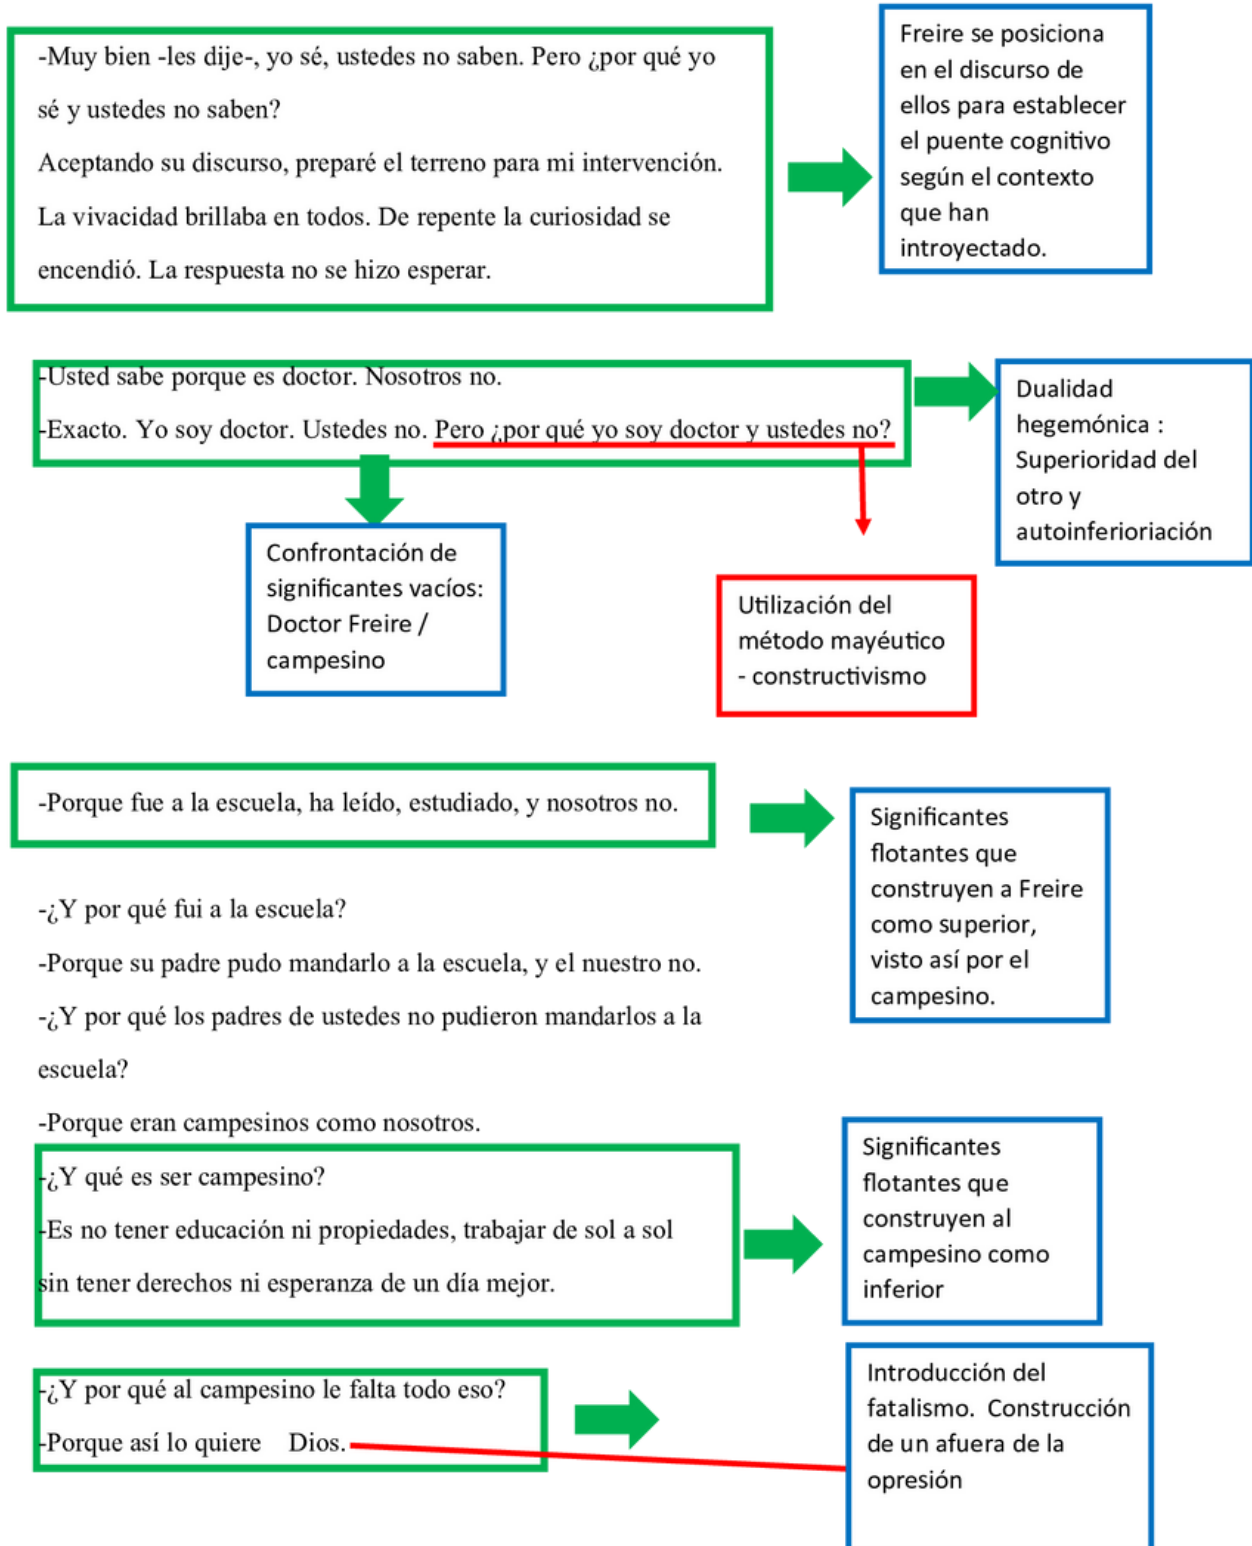 -Muy bien -les dije-, yo sé, ustedes no saben. Pero ¿por qué yo
sé y ustedes no saben?
Aceptando su discurso, preparé el terreno para mi intervención.
La vivacidad brillaba en todos. De repente la curiosidad se
encendió. La respuesta no se hizo esperar.
Freire se posiciona
en el discurso de
ellos para establecer
el puente cognitivo
según el contexto
que han
introyectado.
-Usted sabe porque es doctor. Nosotros no.
-Exacto. Yo soy doctor. Ustedes no. Pero ¿por qué yo soy doctor y ustedes no?
Dualidad
hegemónica :
Superioridad del
otro y
autoinferioriación
Confrontación de
significantes vacíos:
Doctor Freire /
campesino
Utilización del
método mayéutico
- constructivismo
-Porque fue a la escuela, ha leído, estudiado, y nosotros no.
Significantes
flotantes que
construyen a Freire
como superior,
visto así por el
campesino.
-¿Y por qué fui a la escuela?
-Porque su padre pudo mandarlo a la escuela, y el nuestro no.
-¿Y por qué los padres de ustedes no pudieron mandarlos a la
escuela?
-Porque eran campesinos como nosotros.
-¿Y qué es ser campesino?
-Es no tener educación ni propiedades, trabajar de sol a sol
sin tener derechos ni esperanza de un día mejor.
Significantes
flotantes que
construyen al
campesino como
inferior
-¿Y por qué al campesino le falta todo eso?
-Porque así lo quiere Dios.
Introducción del
fatalismo. Construcción
de un afuera de la
opresión